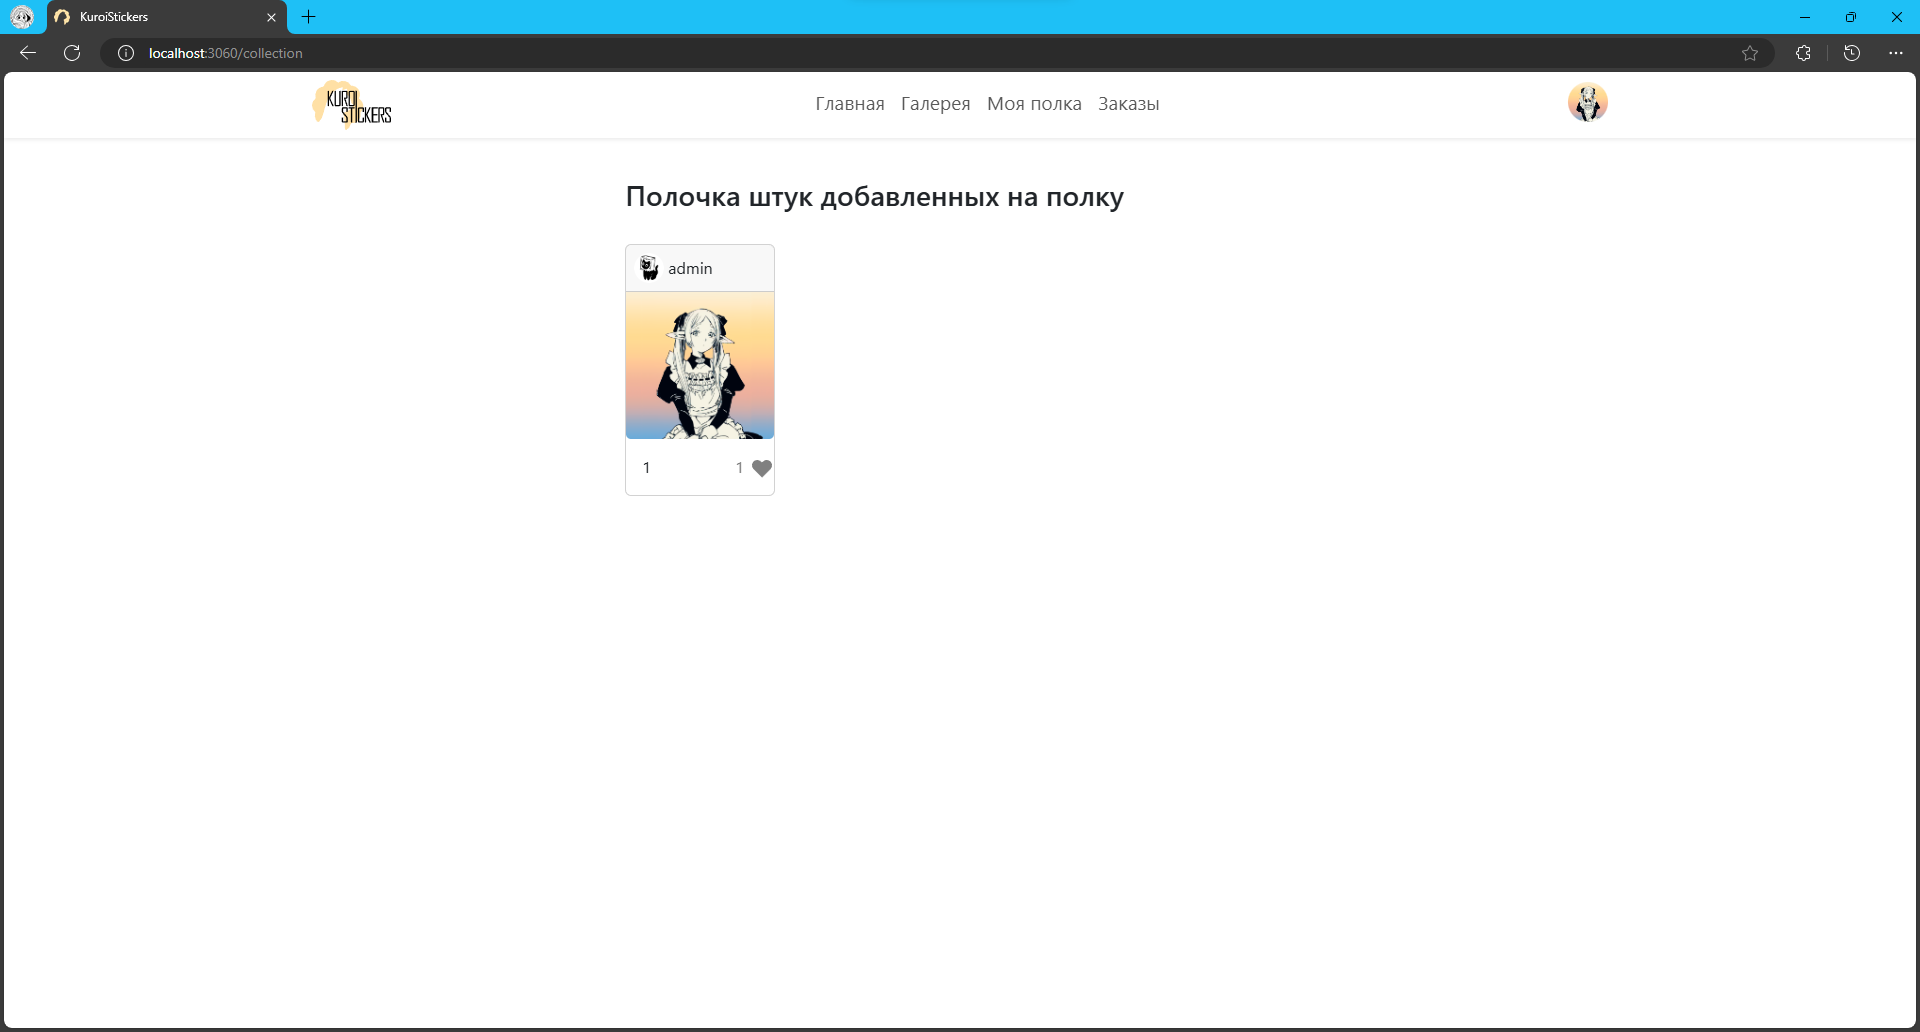 KuroiStickers
localhost:3060/collection
KUROI
STICKERS
Главная Галерея Моя полка Заказы
Полочка штук добавленных на полку
admin
1 1